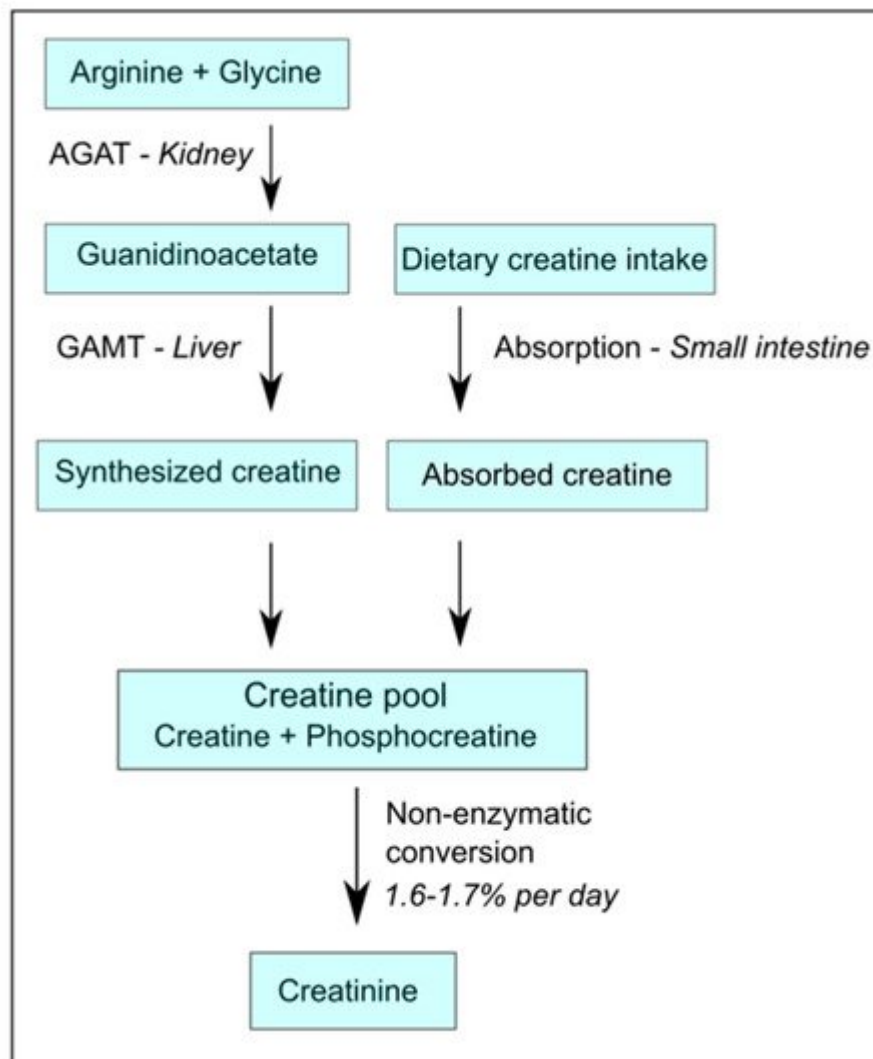 Arginine + Glycine
AGAT - Kidney
Guanidinoacetate
Dietary creatine intake
GAMT - Liver
Absorption - Small intestine
Synthesized creatine
Absorbed creatine
Creatine pool
Creatine + Phosphocreatine
Non-enzymatic
conversion
1.6-1.7% per day
Creatinine